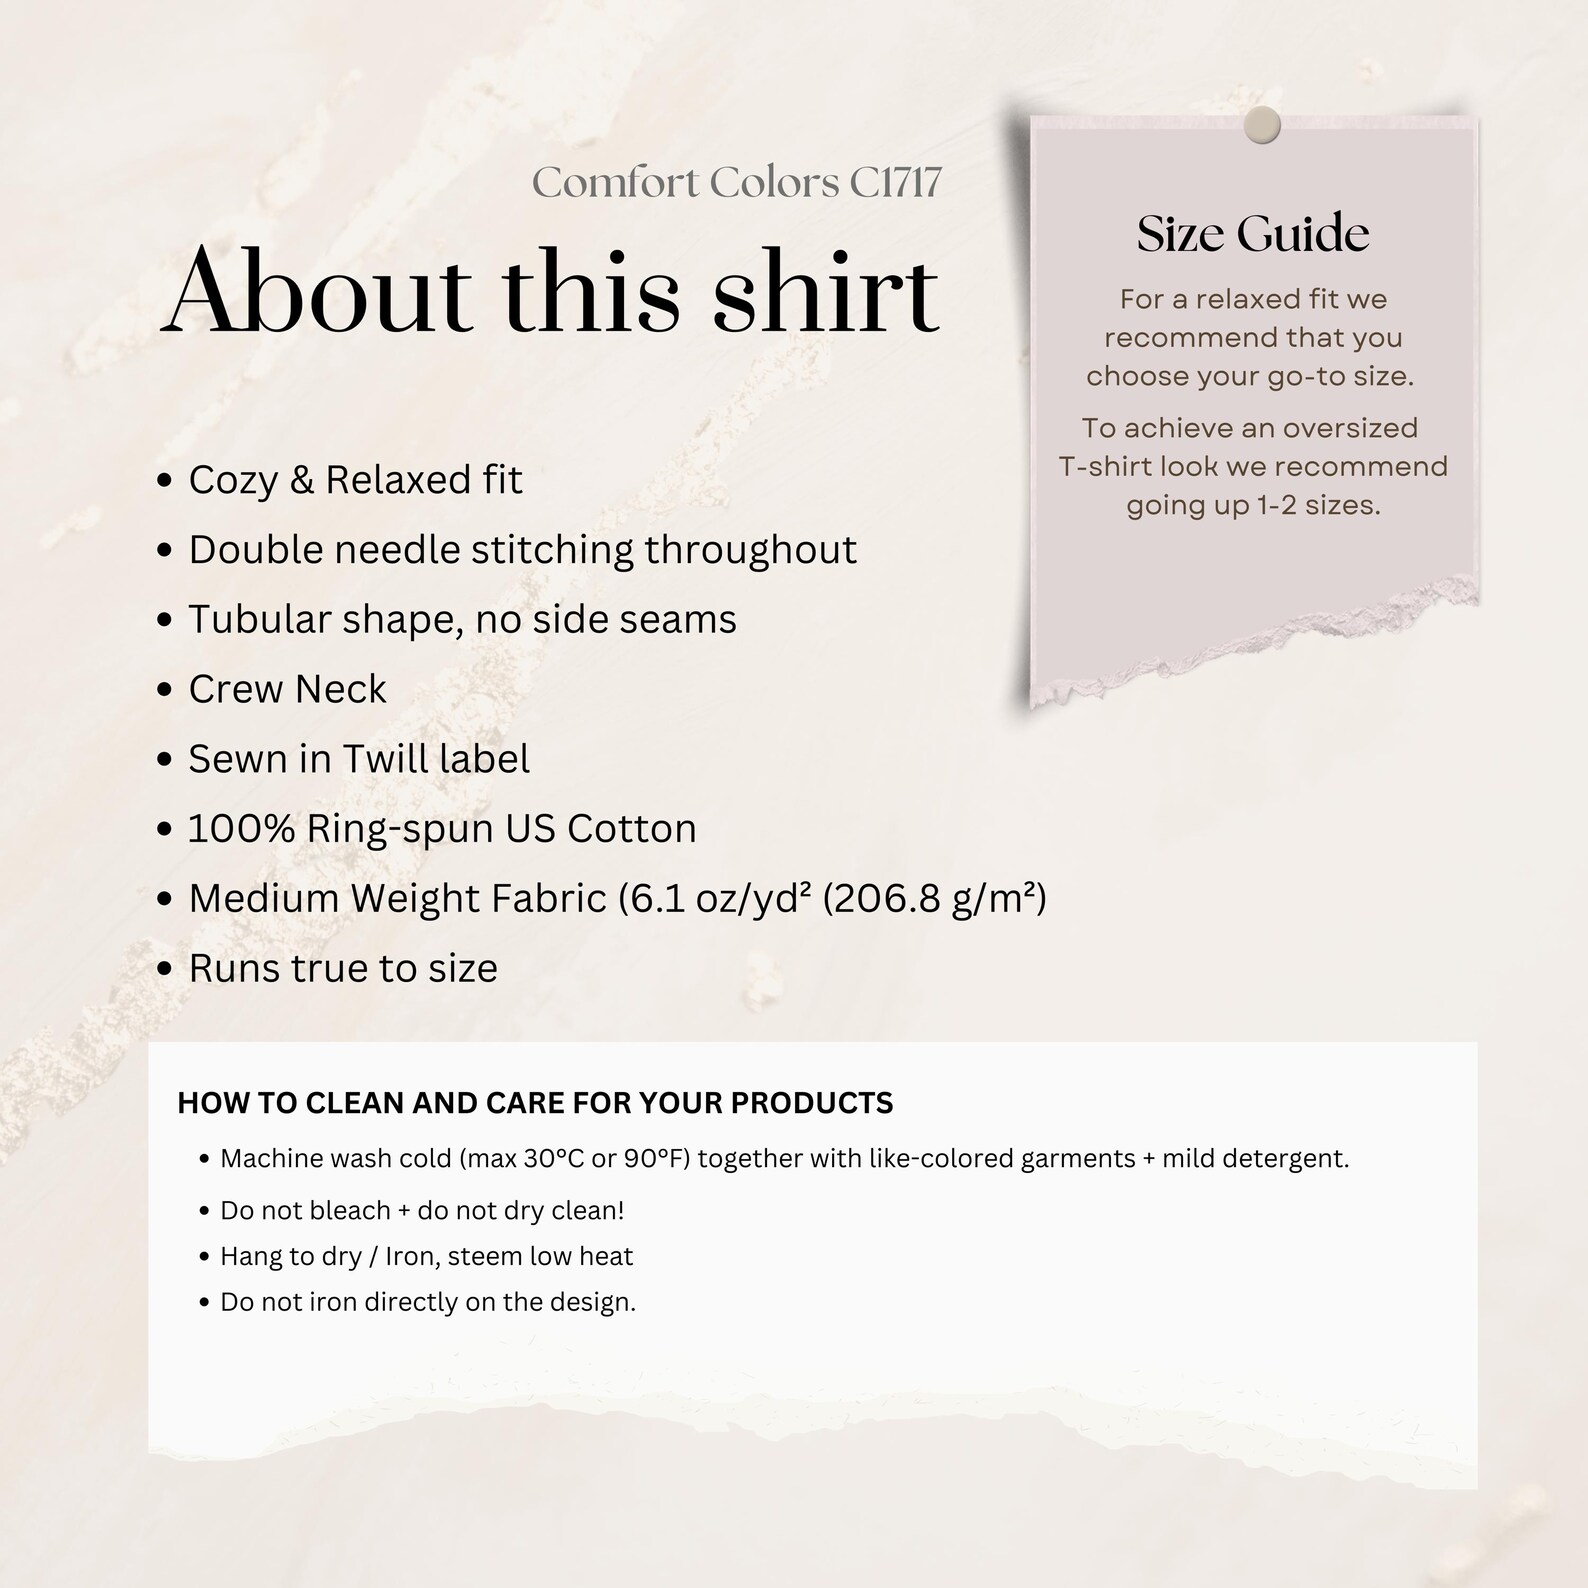 Comfort Colors C1717
About this shirt
• Cozy & Relaxed fit
• Double needle stitching throughout
• Tubular shape, no side seams
• Crew Neck
• Sewn in Twill label
• 100% Ring-spun US Cotton
• Medium Weight Fabric (6.1 oz/yd² (206.8 g/m²)
• Runs true to size
Size Guide
For a relaxed fit we
recommend that you
choose your go-to size.
To achieve an oversized
T-shirt look we recommend
going up 1-2 sizes.
HOW TO CLEAN AND CARE FOR YOUR PRODUCTS
• Machine wash cold (max 30°C or 90°F) together with like-colored garments + mild detergent.
• Do not bleach + do not dry clean!
• Hang to dry / Iron, steem low heat
• Do not iron directly on the design.